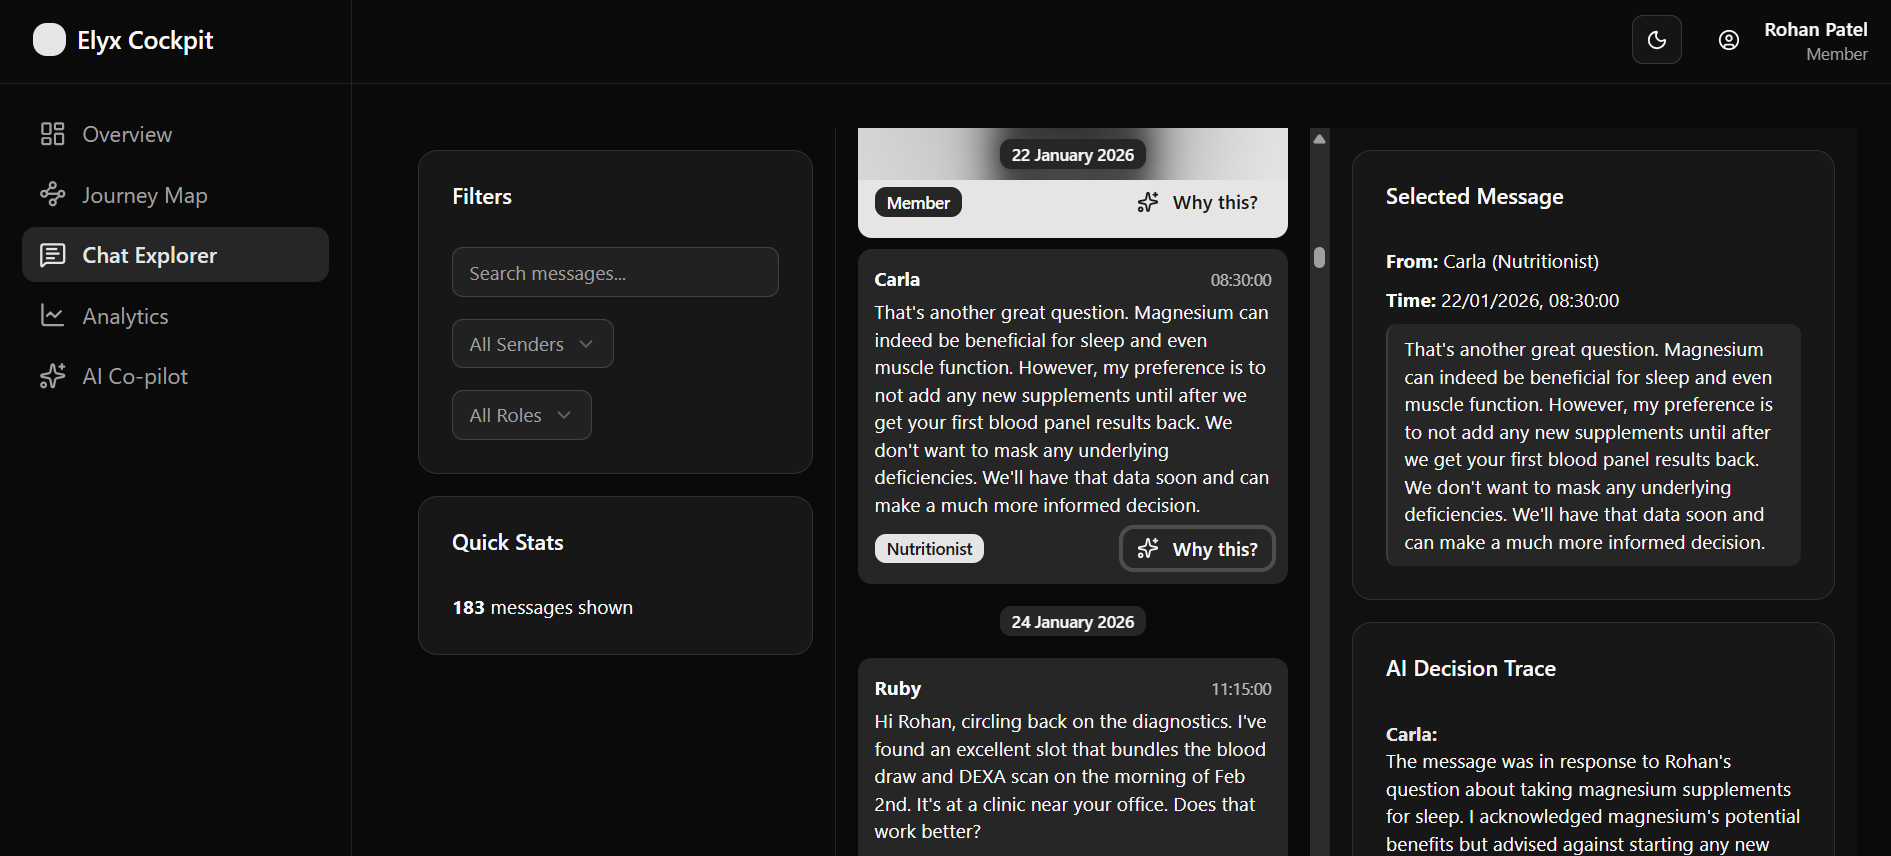 Elyx Cockpit
Rohan Patel
Member
Overview
Journey Map
Chat Explorer
Analytics
AI Co-pilot
Filters
Search messages...
All Senders
All Roles
Quick Stats
183 messages shown
22 January 2026
Member
Why this?
Carla
08:30:00
That's another great question. Magnesium can
indeed be beneficial for sleep and even
muscle function. However, my preference is to
not add any new supplements until after we
get your first blood panel results back. We
don't want to mask any underlying
deficiencies. We'll have that data soon and can
make a much more informed decision.
Nutritionist
Why this?
24 January 2026
Ruby
11:15:00
Hi Rohan, circling back on the diagnostics. I've
found an excellent slot that bundles the blood
draw and DEXA scan on the morning of Feb
2nd. It's at a clinic near your office. Does that
work better?
Selected Message
From: Carla (Nutritionist)
Time: 22/01/2026, 08:30:00
That's another great question. Magnesium
can indeed be beneficial for sleep and even
muscle function. However, my preference is
to not add any new supplements until after
we get your first blood panel results back.
We don't want to mask any underlying
deficiencies. We'll have that data soon and
can make a much more informed decision.
AI Decision Trace
Carla:
The message was in response to Rohan's
question about taking magnesium supplements
for sleep. I acknowledged magnesium's potential
benefits but advised against starting any new